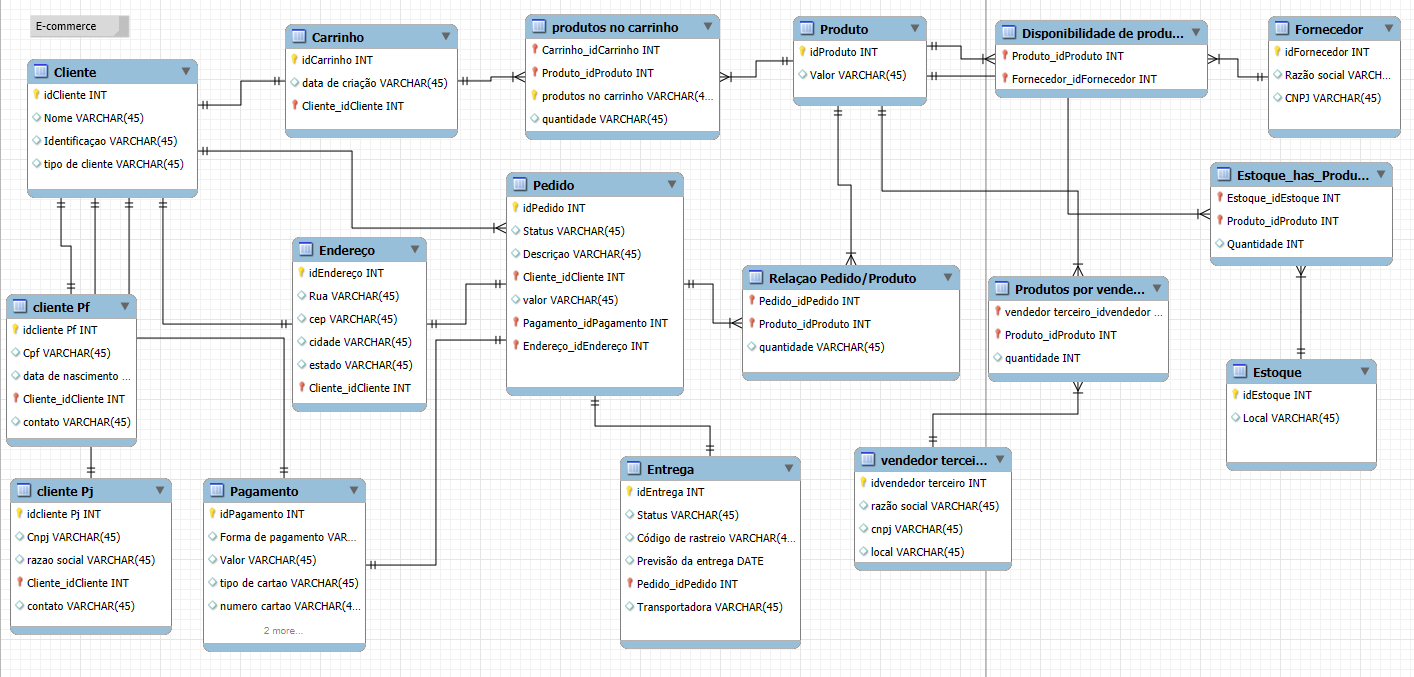 E-commerce
Cliente
idCliente INT
Nome VARCHAR(45)
Identificaçao VARCHAR(45)
tipo de cliente VARCHAR(45)
Carrinho
idCarrinho INT
data de criação VARCHAR(45)
Cliente_idCliente INT
produtos no carrinho
Carrinho_idCarrinho INT
Produto_idProduto INT
produtos no carrinho VARCHAR(4...
quantidade VARCHAR(45)
Produto
idProduto INT
Valor VARCHAR(45)
Disponibilidade de produ...
Produto_idProduto INT
Fornecedor_idFornecedor INT
Fornecedor
idFornecedor INT
Razão social VARCH...
CNPJ VARCHAR(45)
Estoque_has_Produ...
Estoque_idEstoque INT
Produto_idProduto INT
Quantidade INT
Pedido
idPedido INT
Status VARCHAR(45)
Descriçao VARCHAR(45)
Cliente_idCliente INT
valor VARCHAR(45)
Pagamento_idPagamento INT
Endereço_idEndereço INT
Endereço
idEndereço INT
Rua VARCHAR(45)
cep VARCHAR(45)
cidade VARCHAR(45)
estado VARCHAR(45)
Cliente_idCliente INT
Relaçao Pedido/Produto
Pedido_idPedido INT
Produto_idProduto INT
quantidade VARCHAR(45)
Produtos por vende...
vendedor terceiro_idvendedor ...
Produto_idProduto INT
quantidade INT
cliente Pf
idcliente Pf INT
Cpf VARCHAR(45)
data de nascimento ...
Cliente_idCliente INT
contato VARCHAR(45)
Estoque
idEstoque INT
Local VARCHAR(45)
cliente Pj
idcliente Pj INT
Cnpj VARCHAR(45)
razao social VARCHAR(45)
Cliente_idCliente INT
contato VARCHAR(45)
Pagamento
idPagamento INT
Forma de pagamento VAR...
Valor VARCHAR(45)
tipo de cartao VARCHAR(45)
numero cartao VARCHAR(4...
2 more...
Entrega
idEntrega INT
Status VARCHAR(45)
Código de rastreio VARCHAR(4...
Previsão da entrega DATE
Pedido_idPedido INT
Transportadora VARCHAR(45)
vendedor tercei...
idvendedor terceiro INT
razão social VARCHAR(45)
cnpj VARCHAR(45)
local VARCHAR(45)